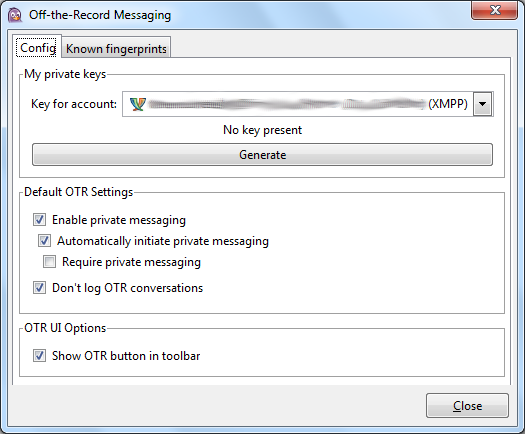 Off-the-Record Messaging
Config Known fingerprints
My private keys
Key for account: (XMPP)
No key present
Generate
Default OTR Settings
Enable private messaging
Automatically initiate private messaging
Require private messaging
Don't log OTR conversations
OTR UI Options
Show OTR button in toolbar
Close